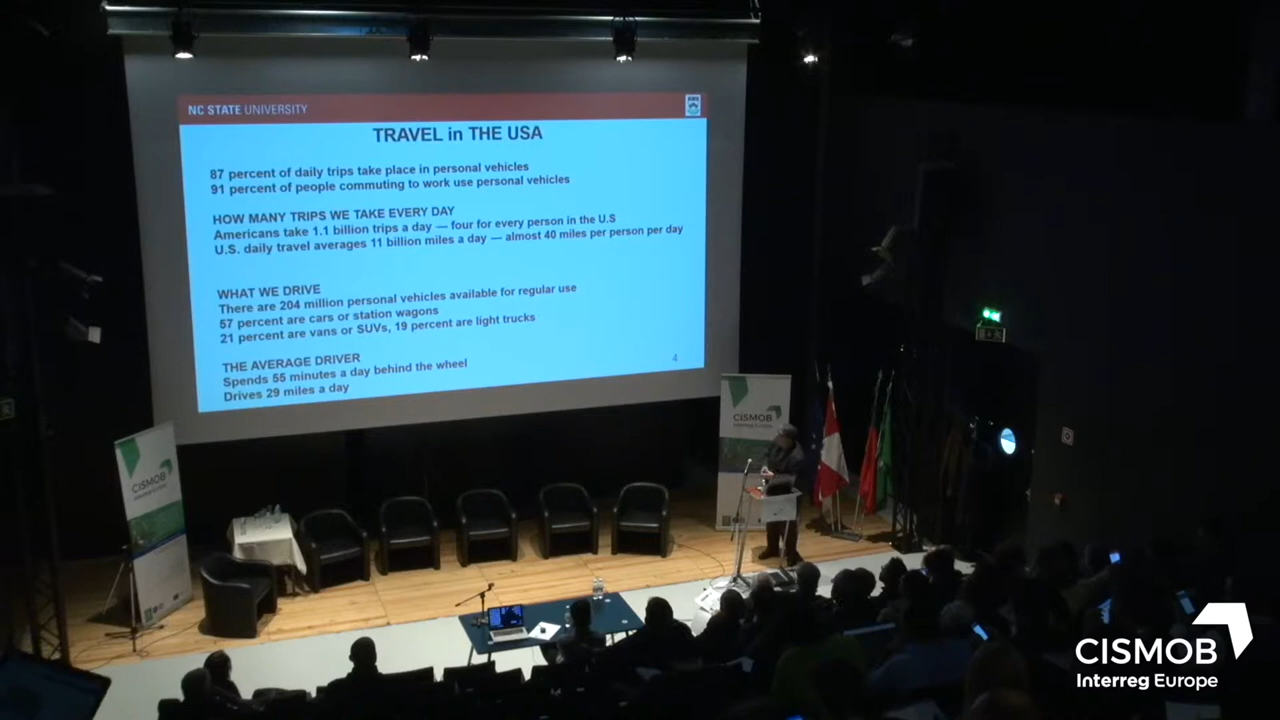 NC STATE UNIVERSITY
TRAVEL in THE USA
87 percent of daily trips take place in personal vehicles
91 percent of people commuting to work use personal vehicles
HOW MANY TRIPS WE TAKE EVERY DAY
Americans take 1.1 billion trips a day — four for every person in the U.S
U.S. daily travel averages 11 billion miles a day — almost 40 miles per person per day
WHAT WE DRIVE
There are 204 million personal vehicles available for regular use
57 percent are cars or station wagons
21 percent are vans or SUVs, 19 percent are light trucks
THE AVERAGE DRIVER
Spends 55 minutes a day behind the wheel
Drives 29 miles a day
4
CISMOB
Interreg Europe
CISMOB
Interreg Europe
CISMOB
Interreg Europe